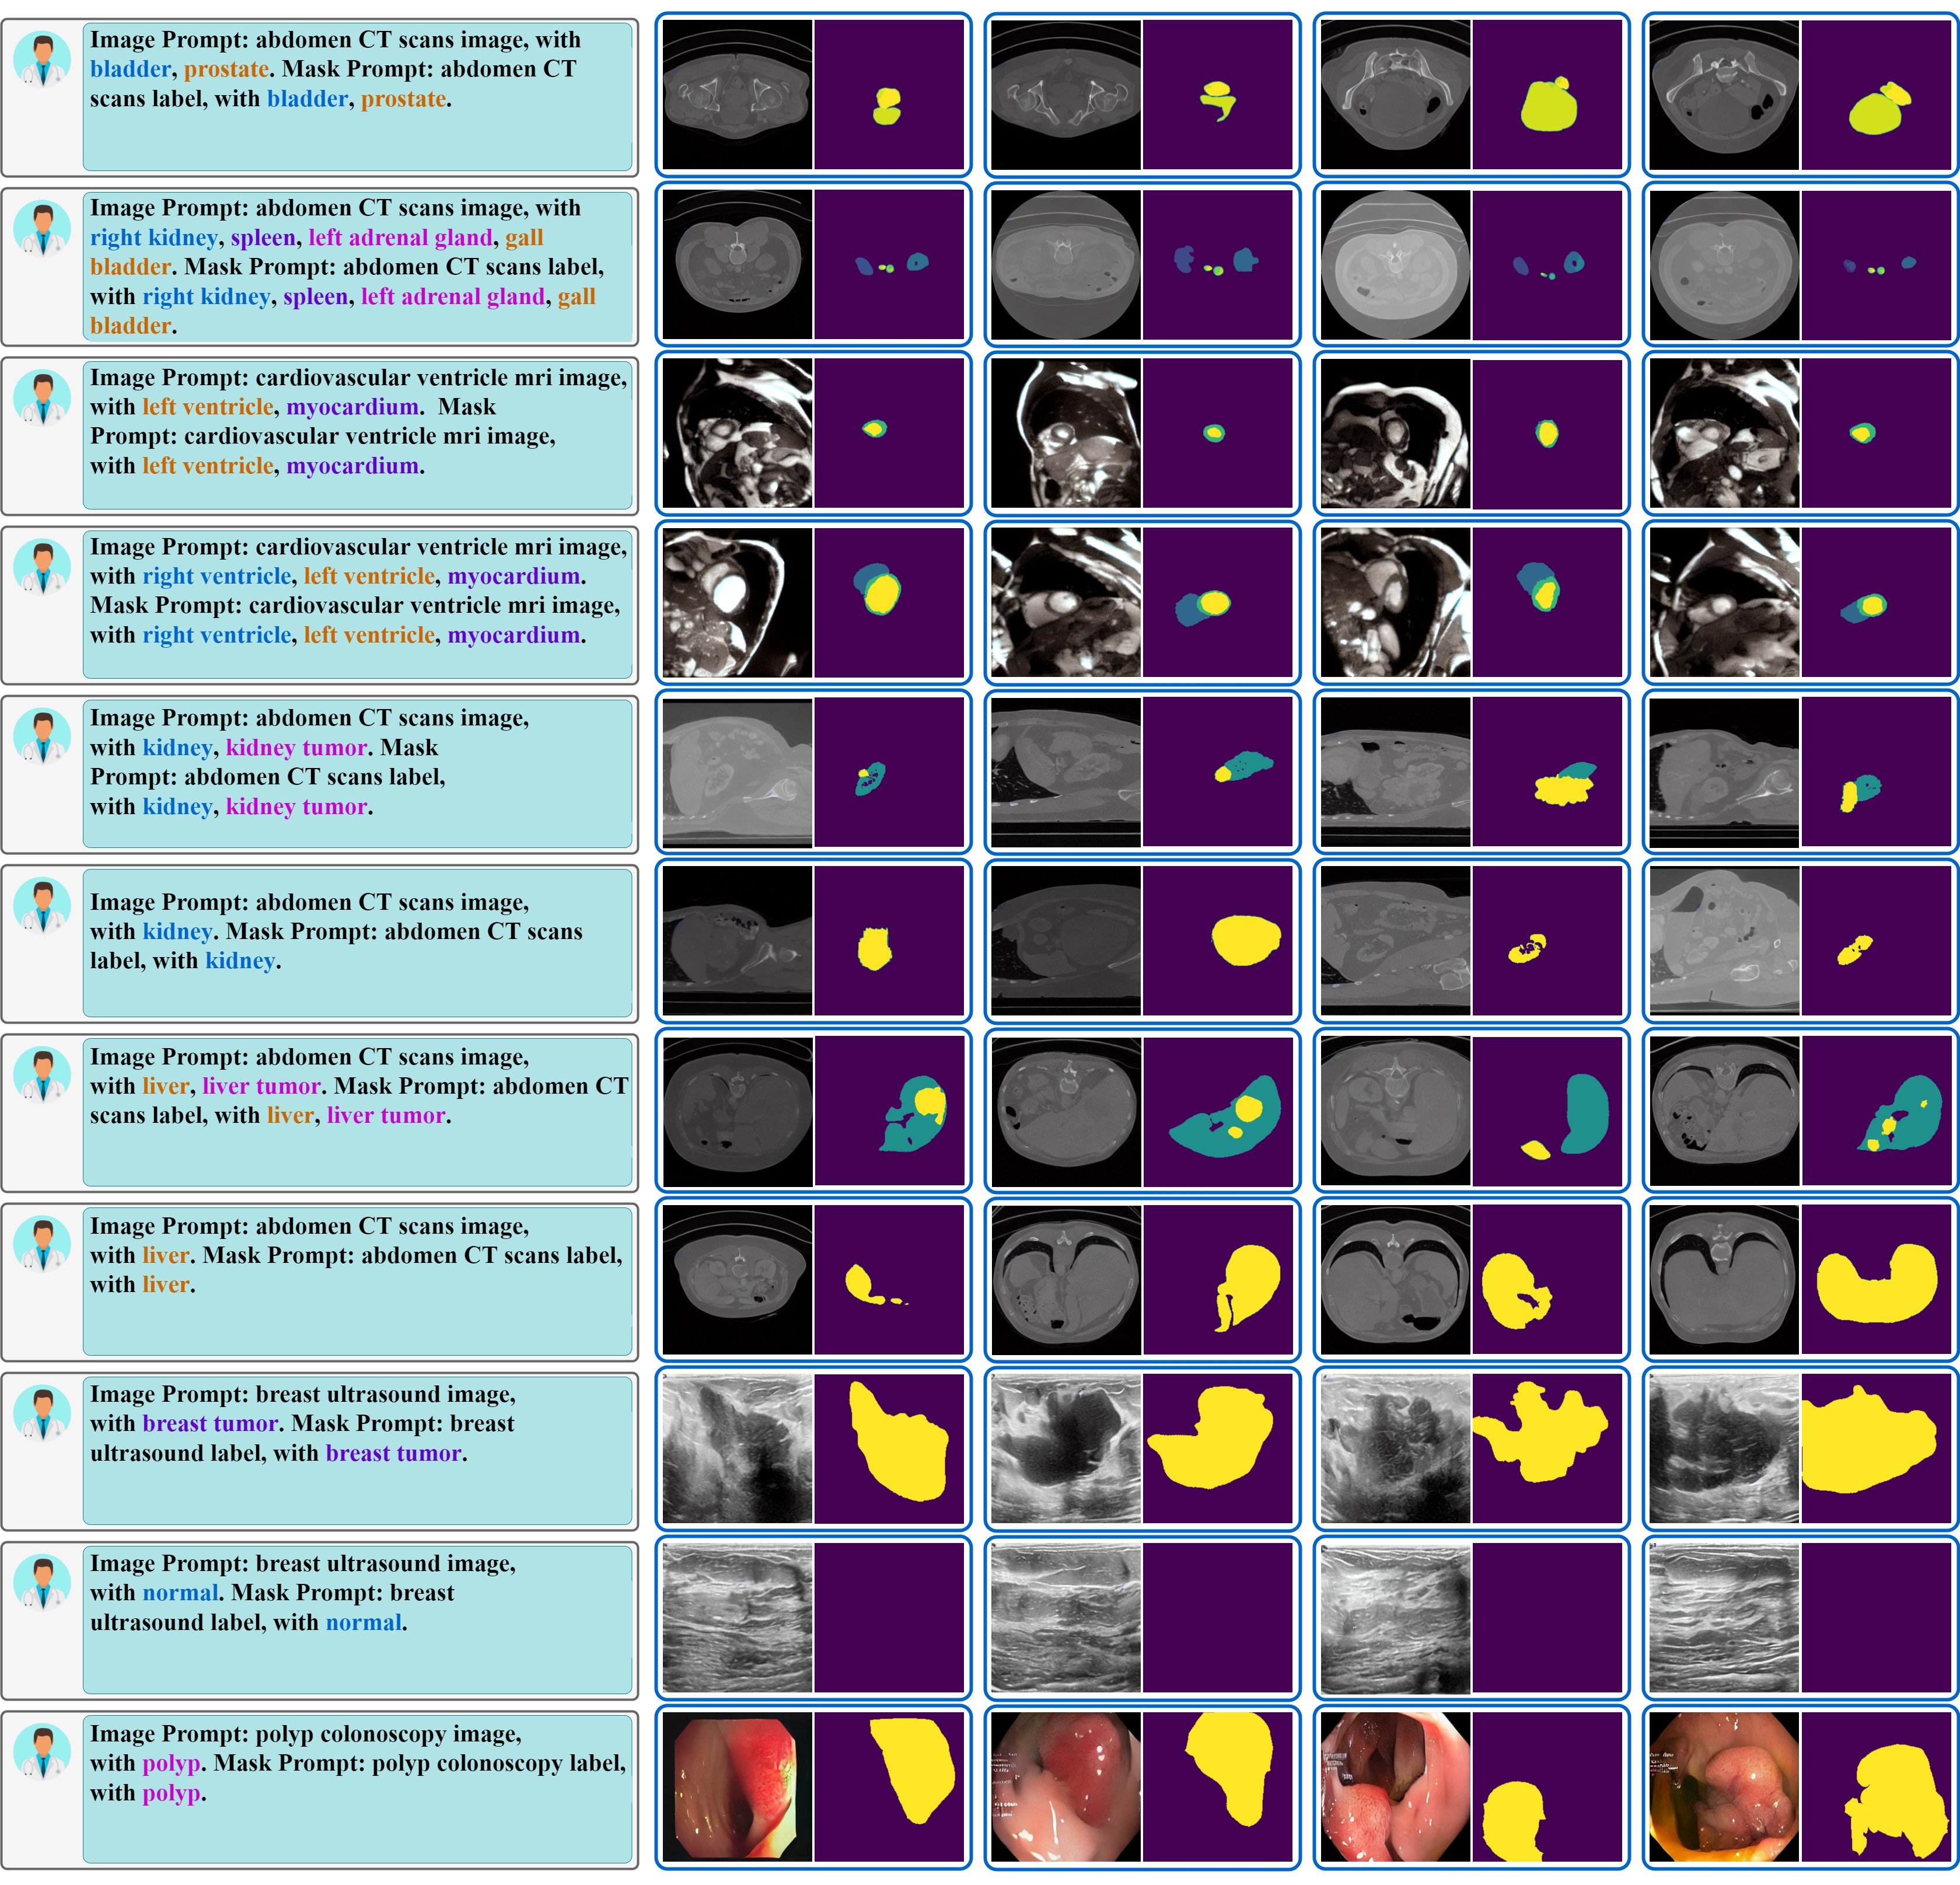 Image Prompt: abdomen CT scans image, with
bladder, prostate. Mask Prompt: abdomen CT
scans label, with bladder, prostate.
Image Prompt: abdomen CT scans image, with
right kidney, spleen, left adrenal gland, gall
bladder. Mask Prompt: abdomen CT scans label,
with right kidney, spleen, left adrenal gland, gall
bladder.
Image Prompt: cardiovascular ventricle mri image,
with left ventricle, myocardium. Mask
Prompt: cardiovascular ventricle mri image,
with left ventricle, myocardium.
Image Prompt: cardiovascular ventricle mri image,
with right ventricle, left ventricle, myocardium.
Mask Prompt: cardiovascular ventricle mri image,
with right ventricle, left ventricle, myocardium.
Image Prompt: abdomen CT scans image,
with kidney, kidney tumor. Mask
Prompt: abdomen CT scans label,
with kidney, kidney tumor.
Image Prompt: abdomen CT scans image,
with kidney. Mask Prompt: abdomen CT scans
label, with kidney.
Image Prompt: abdomen CT scans image,
with liver, liver tumor. Mask Prompt: abdomen CT
scans label, with liver, liver tumor.
Image Prompt: abdomen CT scans image,
with liver. Mask Prompt: abdomen CT scans label,
with liver.
Image Prompt: breast ultrasound image,
with breast tumor. Mask Prompt: breast
ultrasound label, with breast tumor.
Image Prompt: breast ultrasound image,
with normal. Mask Prompt: breast
ultrasound label, with normal.
Image Prompt: polyp colonoscopy image,
with polyp. Mask Prompt: polyp colonoscopy label,
with polyp.